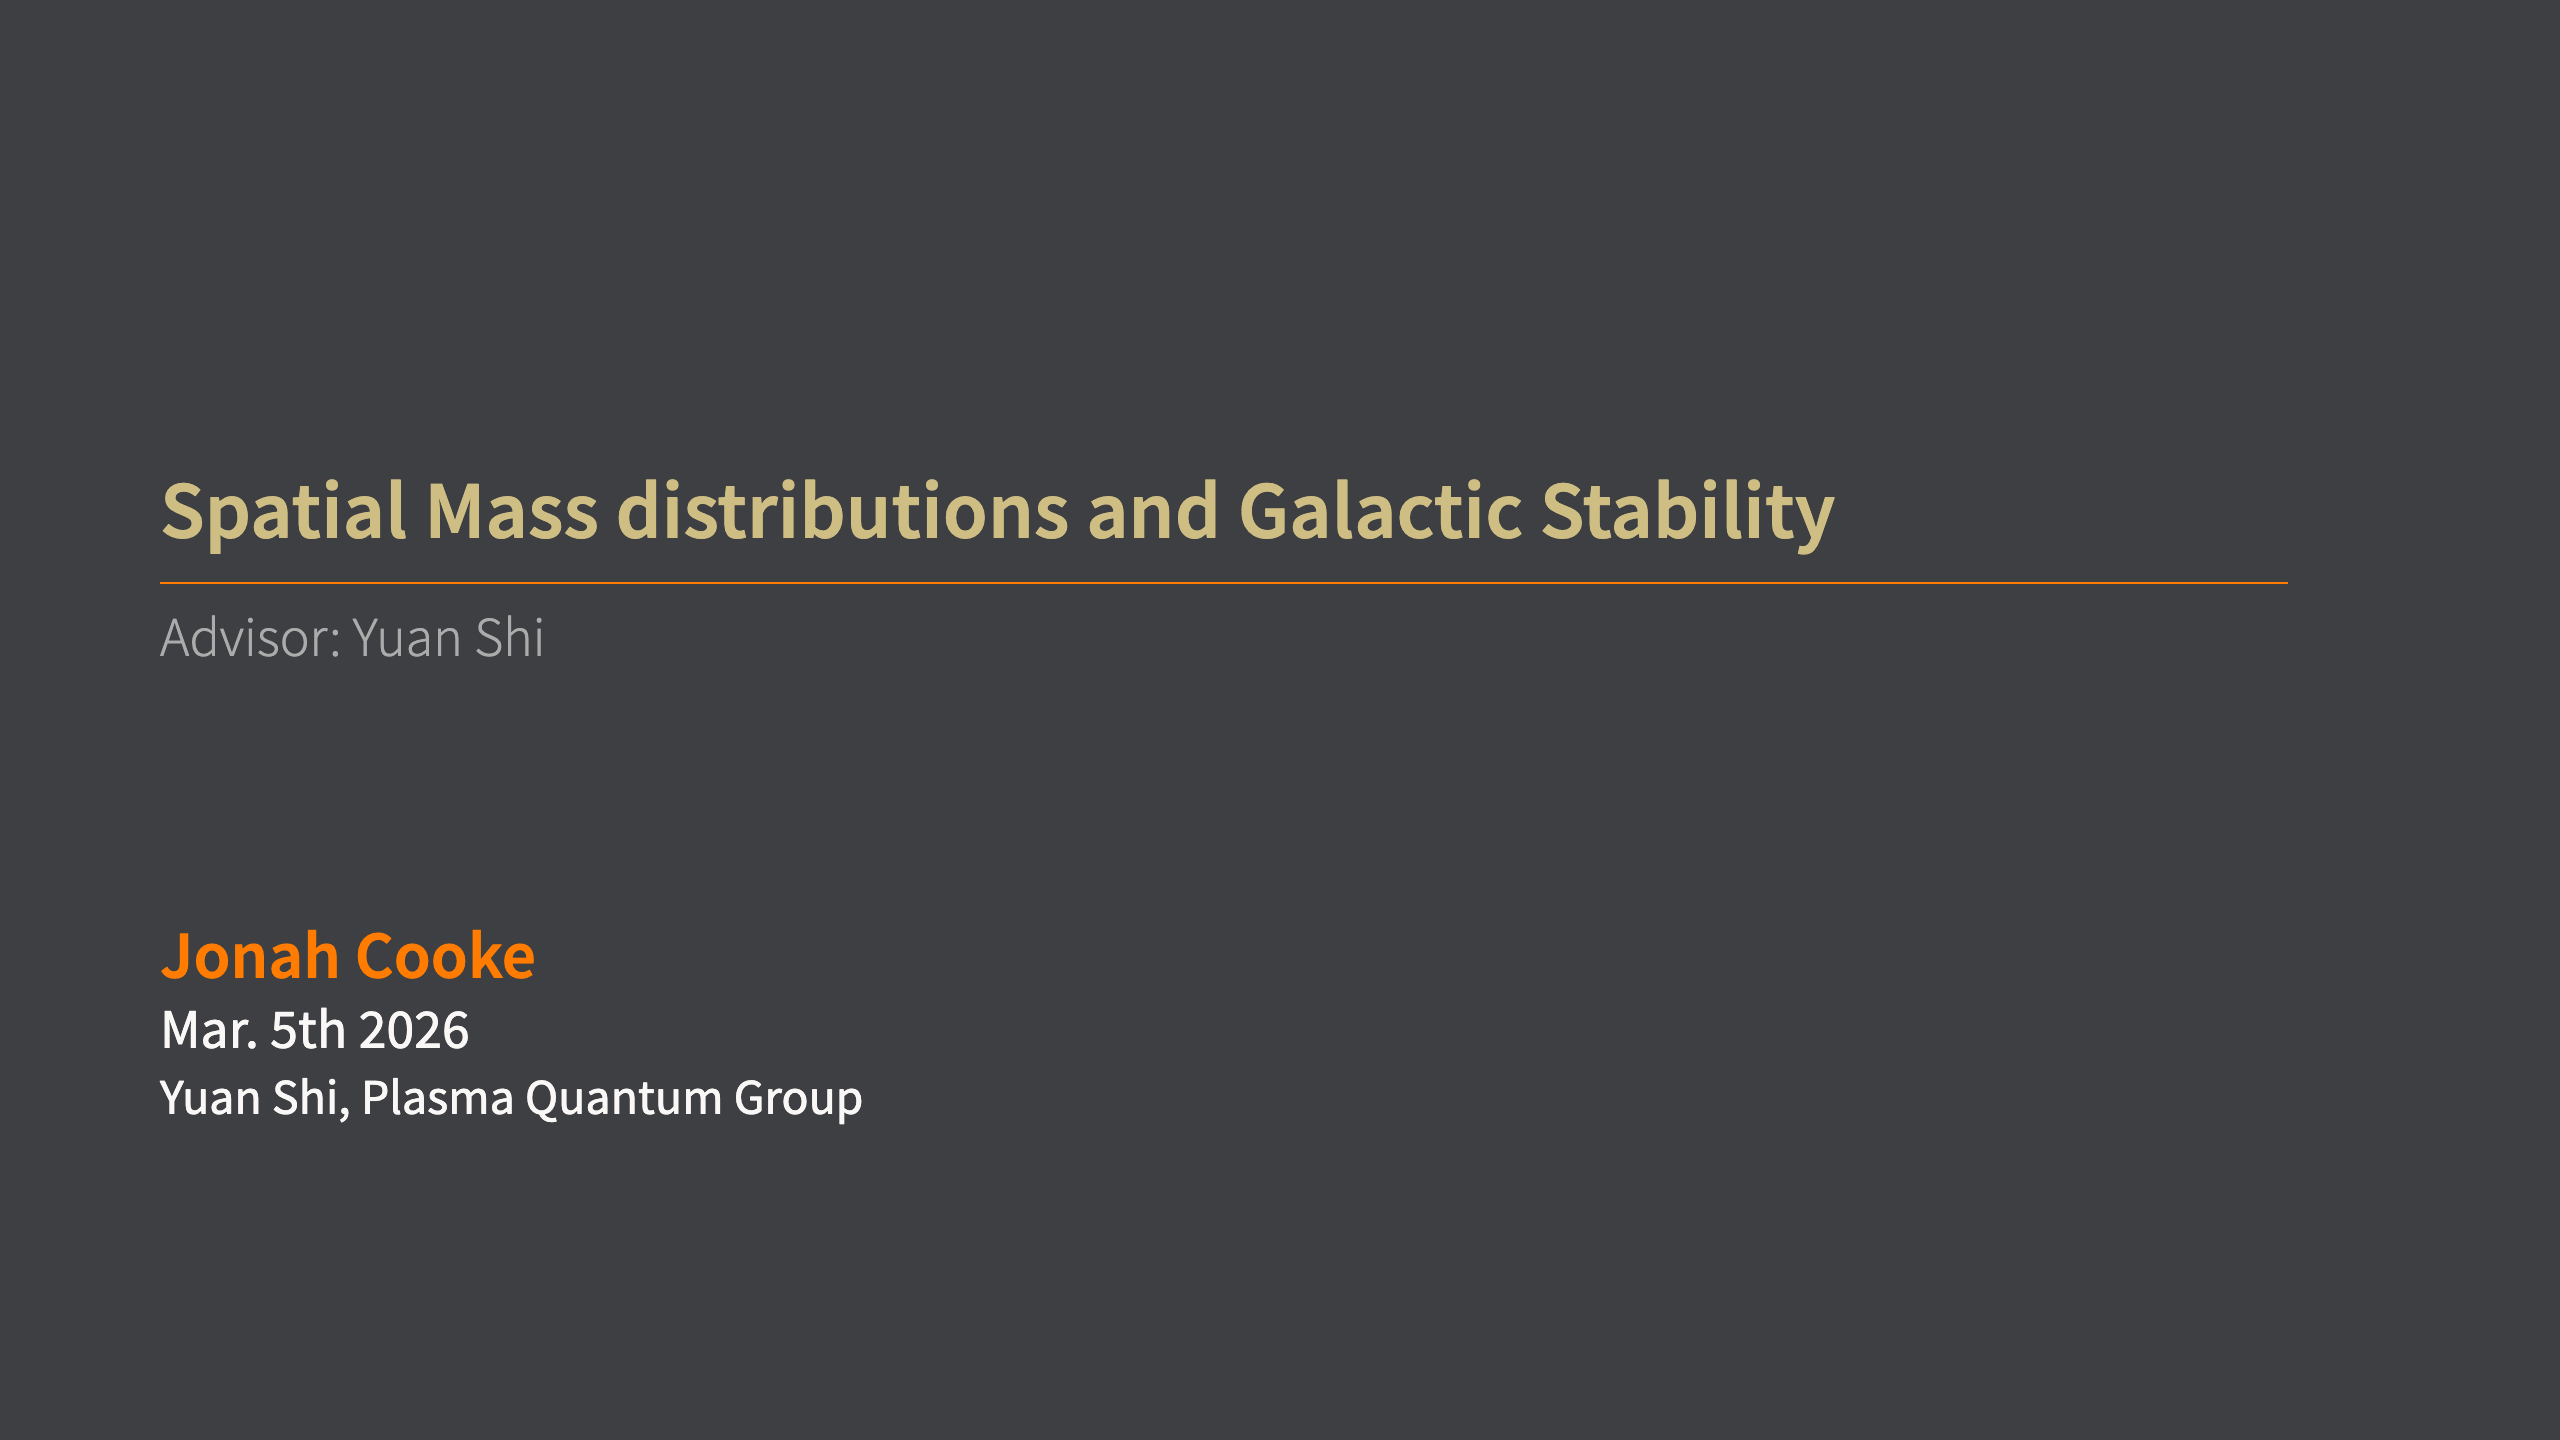 Spatial Mass distributions and Galactic Stability
Advisor: Yuan Shi
Jonah Cooke
Mar. 5th 2026
Yuan Shi, Plasma Quantum Group